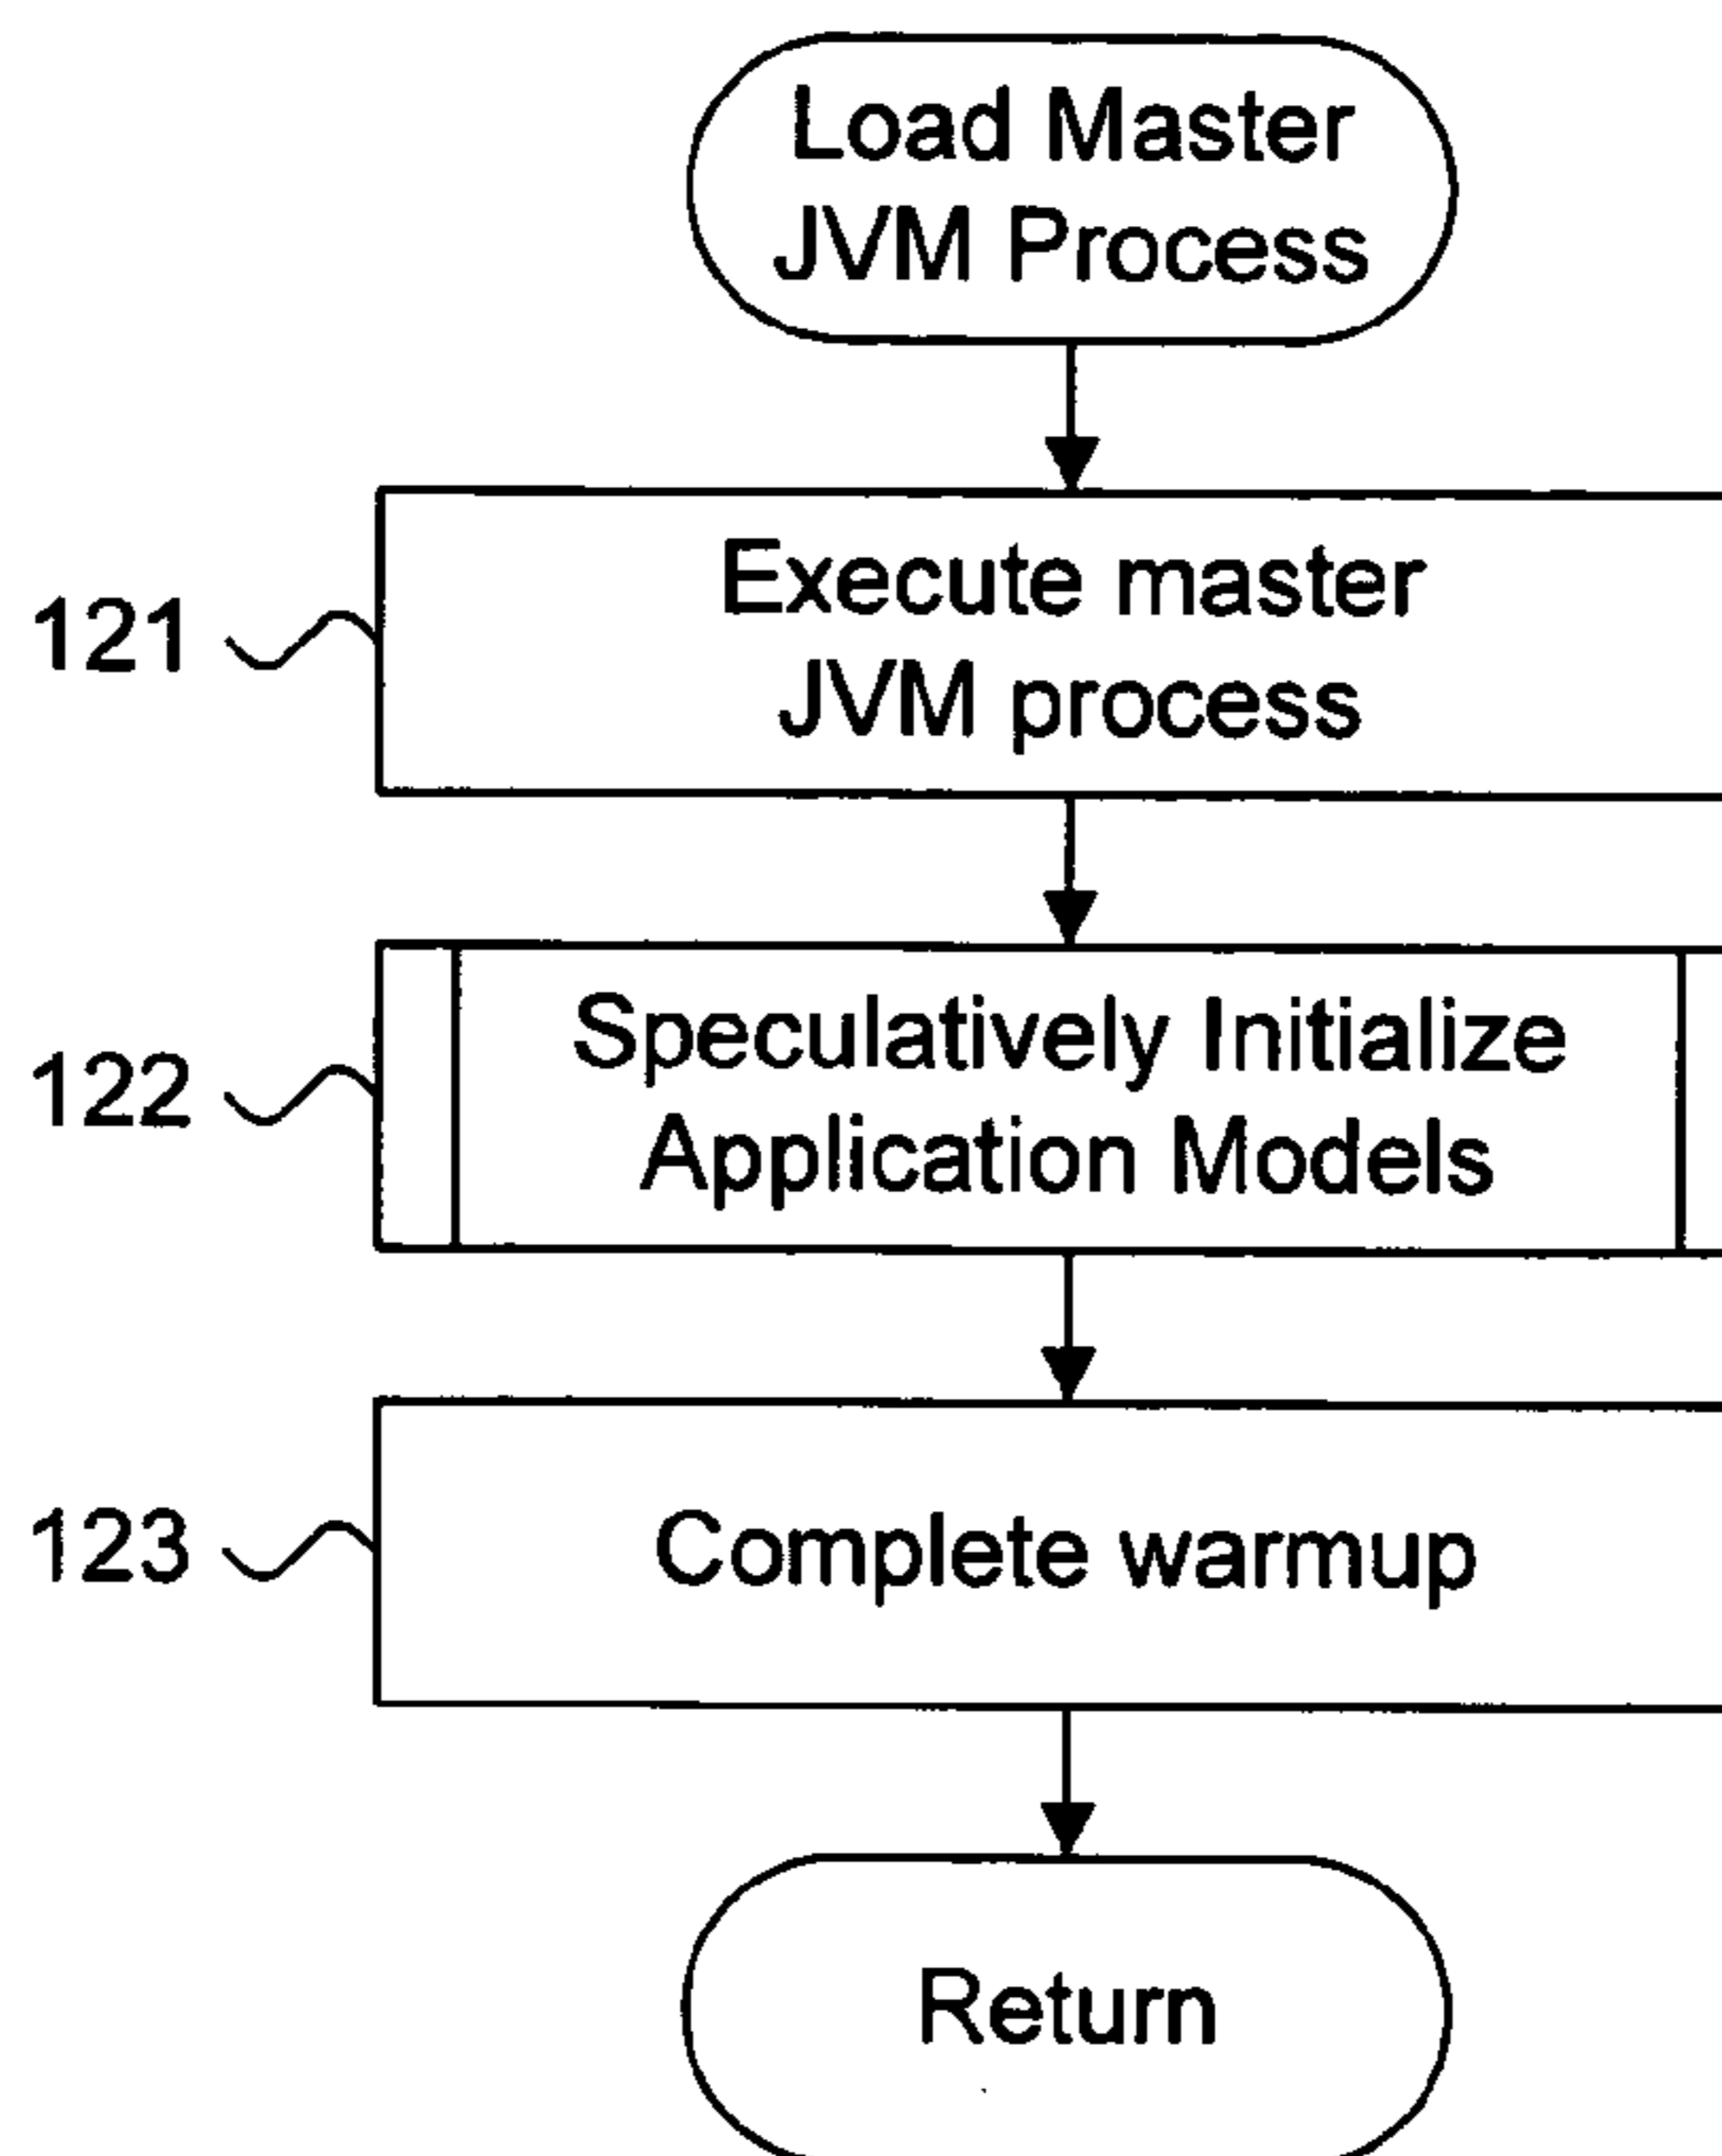 Load Master
JVM Process
121
Execute master
JVM process
122
Speculatively Initialize
Application Models
123
Complete warmup
Return